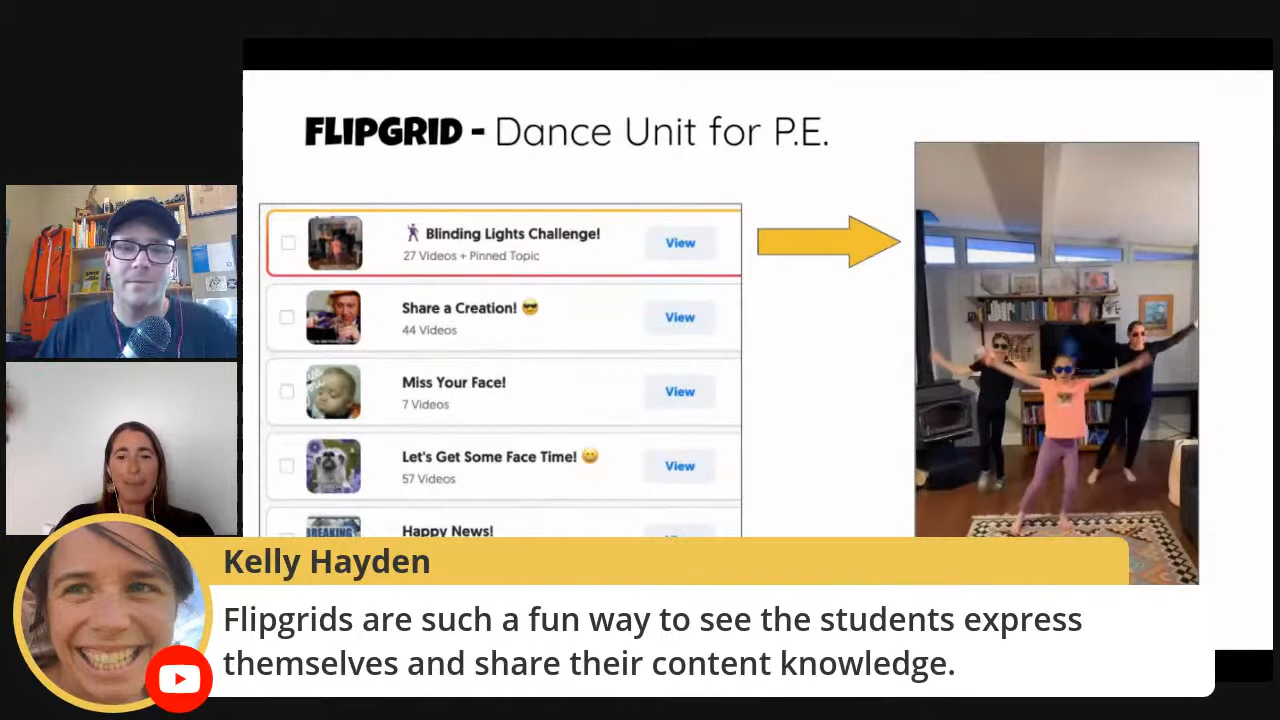 FLIPGRID - Dance Unit for P.E.
Blinding Lights Challenge!
27 Videos + Pinned Topic
View
Share a Creation!
44 Videos
View
Miss Your Face!
7 Videos
View
Let's Get Some Face Time!
57 Videos
View
BREAKING
Happy News!
Kelly Hayden
Flipgrids are such a fun way to see the students express
themselves and share their content knowledge.